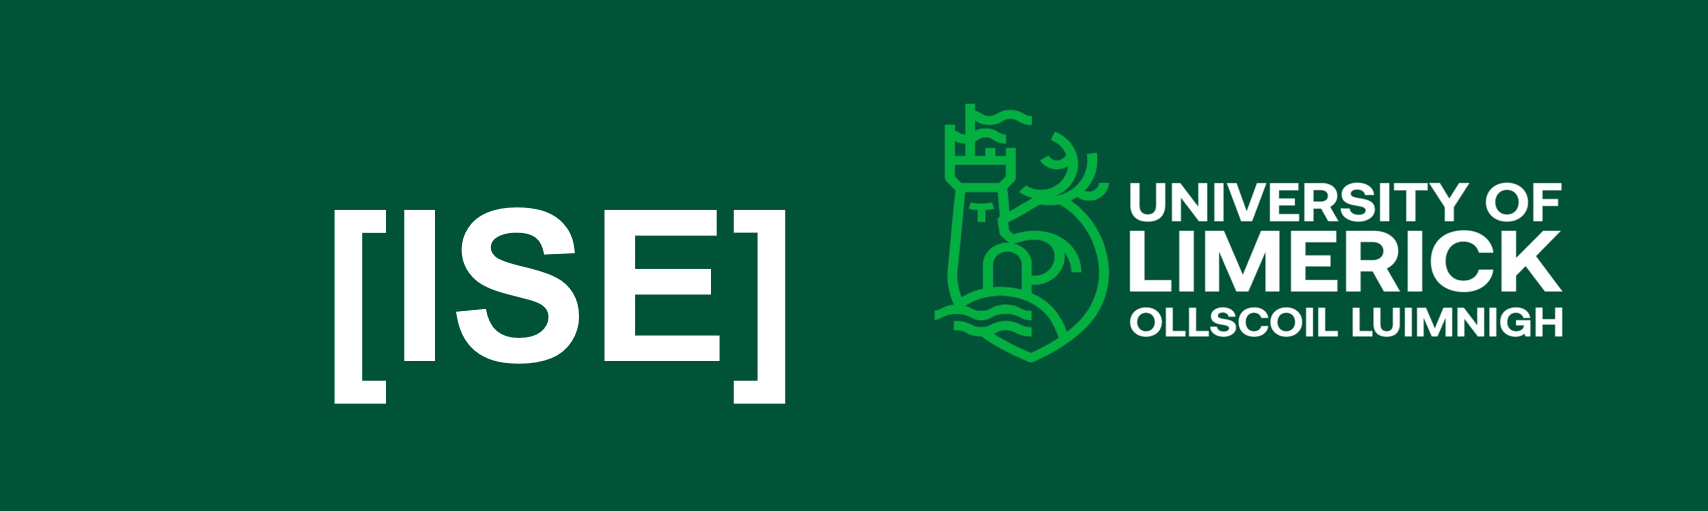 [ISE]
UNIVERSITY OF
LIMERICK
OLLSCOIL LUIMNIGH